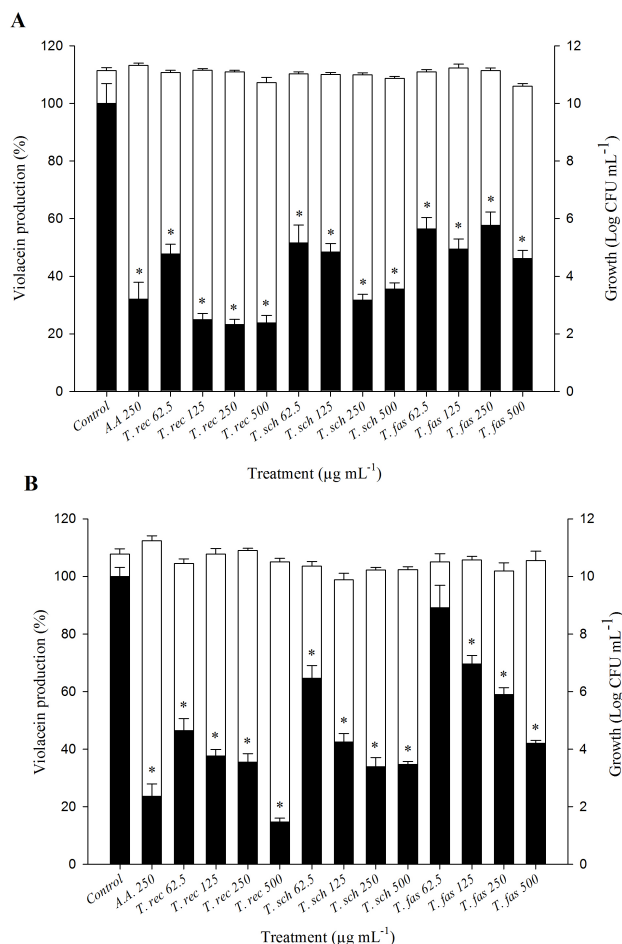 A
120
100
80
60
40
20
0
Violacein production (%)
12
10
8
6
4
2
0
Growth (Log CFU mL-1)
* * * * * * * * * * * * *
Control
A.A 250
T. rec 62.5
T. rec 125
T. rec 250
T. rec 500
T. sch 62.5
T. sch 125
T. sch 250
T. sch 500
T. fas 62.5
T. fas 125
T. fas 250
T. fas 500
Treatment (µg mL-1)
B
120
100
80
60
40
20
0
Violacein production (%)
12
10
8
6
4
2
0
Growth (Log CFU mL-1)
* * * * * * * * * * * *
Control
A.A. 250
T. rec 62.5
T. rec 125
T. rec 250
T. rec 500
T. sch 62.5
T. sch 125
T. sch 250
T. sch 500
T. fas 62.5
T. fas 125
T. fas 250
T. fas 500
Treatment (µg mL-1)